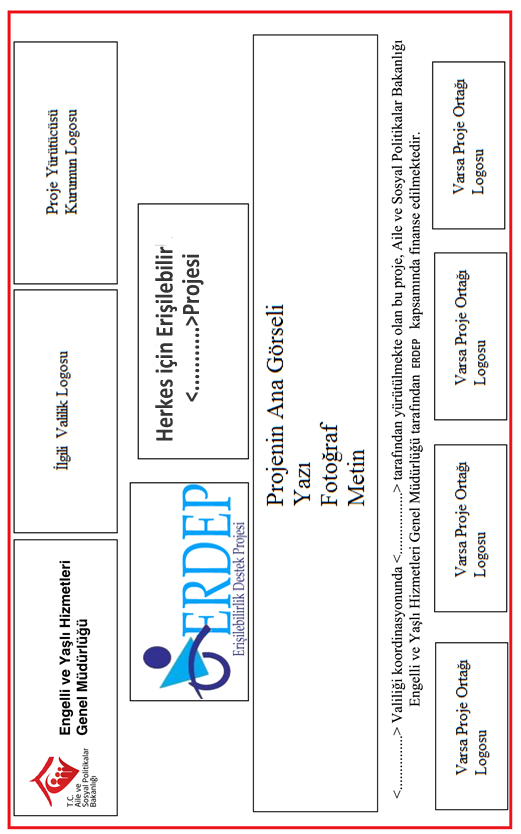 T.C.
Aile ve
Sosyal Politikalar
Bakanlığı
Engelli ve Yaşlı Hizmetleri
Genel Müdürlüğü
İlgili Valilik Logosu
Proje Yürütücüsü
Kurumun Logosu
ERDEP
Erişilebilirlik Destek Projesi
Herkes için Erişilebilir
<...........>Projesi
Projenin Ana Görseli
Yazı
Fotoğraf
Metin
<...............> Valiliği koordinasyonunda <...............> tarafından yürütülmekte olan bu proje, Aile ve Sosyal Politikalar Bakanlığı
Engelli ve Yaşlı Hizmetleri Genel Müdürlüğü tarafından ERDEP kapsamında finanse edilmektedir.
Varsa Proje Ortağı
Logosu
Varsa Proje Ortağı
Logosu
Varsa Proje Ortağı
Logosu
Varsa Proje Ortağı
Logosu